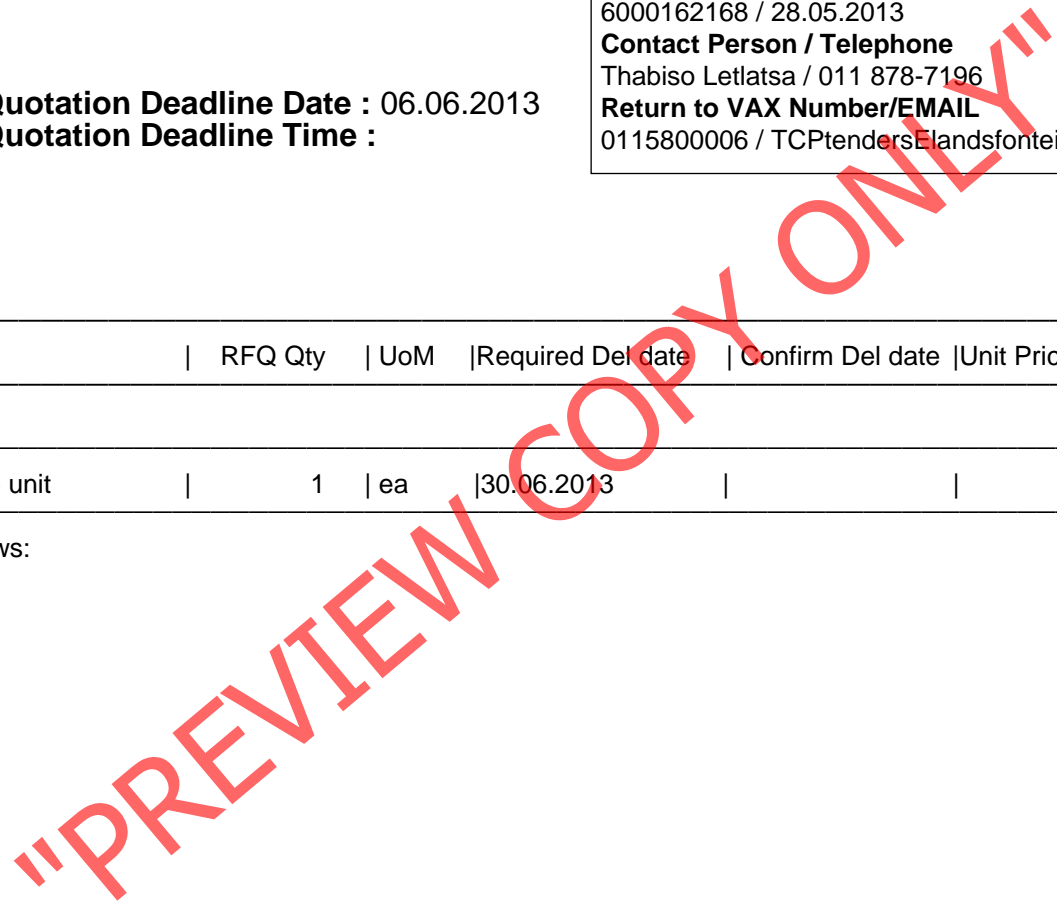 6000162168 / 28.05.2013
Contact Person / Telephone
Thabiso Letlatsa / 011 878-7196
Return to VAX Number/EMAIL
0115800006 / TCPtendersElandsfontei
uotation Deadline Date : 06.06.2013
uotation Deadline Time :
| RFQ Qty | UoM |Required Del date | Confirm Del date |Unit Pric
unit | 1 | ea |30.06.2013 | |
ws:
"PREVIEW COPY ONLY"